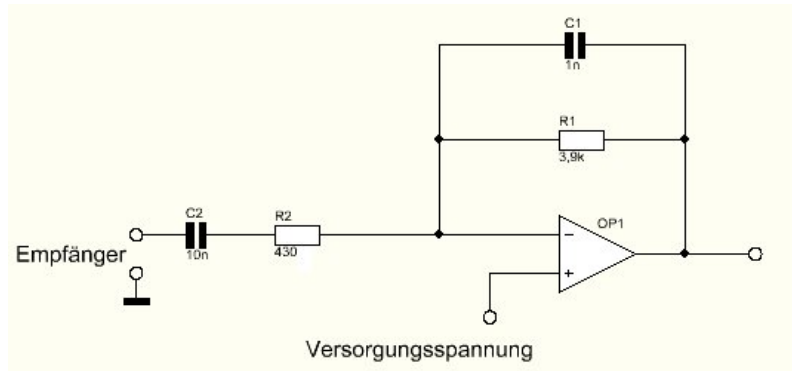 C1
1n
R1
3,9k
C2
10n
R2
430
OP1
−
+
Empfänger
Versorgungsspannung